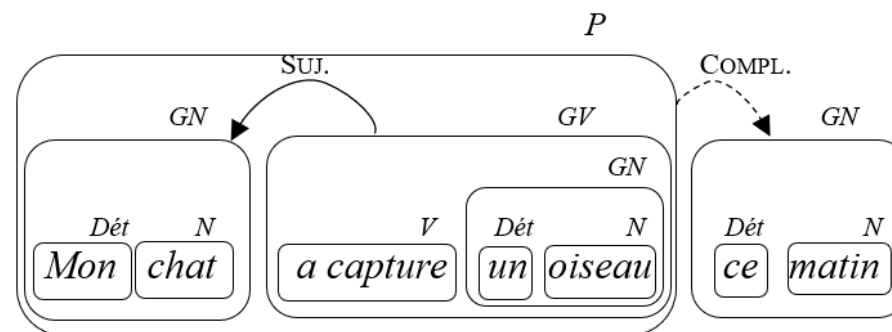 P
SUJ. COMPL.
GN GV GN
GN
Dét N V Dét N Dét N
Mon chat a capture un oiseau ce matin